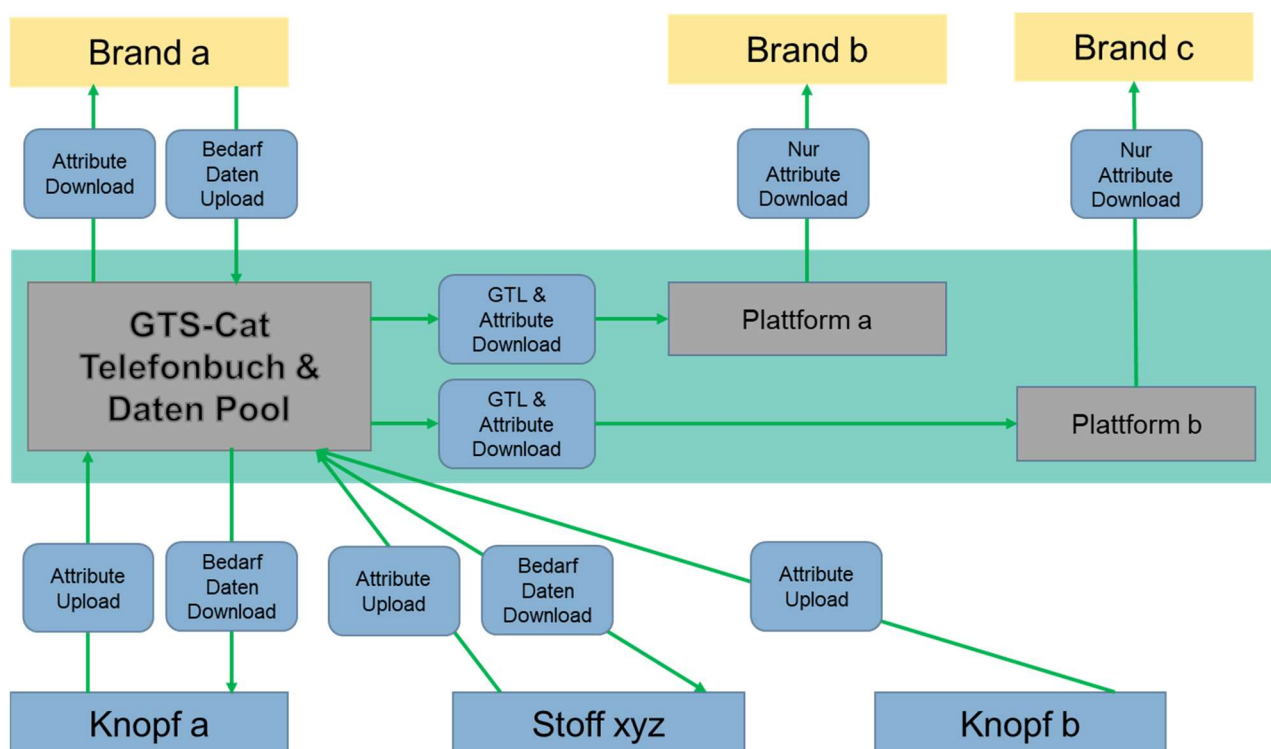 Brand a
Brand b
Brand c
Attribute
Download
Bedarf
Daten
Upload
Nur
Attribute
Download
Nur
Attribute
Download
GTS-Cat
Telefonbuch &
Daten Pool
GTL &
Attribute
Download
Plattform a
GTL &
Attribute
Download
Plattform b
Attribute
Upload
Bedarf
Daten
Download
Attribute
Upload
Bedarf
Daten
Download
Attribute
Upload
Knopf a
Stoff xyz
Knopf b